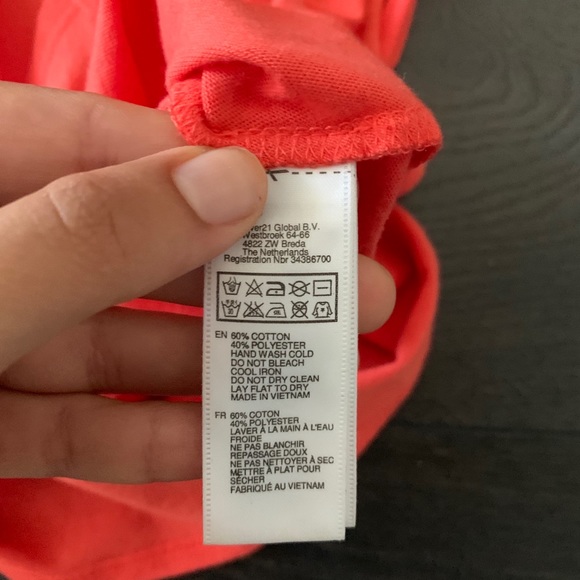 ver21 Global B.V.
Westbroek 64-66
4822 ZW Breda
The Netherlands
Registration Nbr 34386700
EN 60% COTTON
40% POLYESTER
HAND WASH COLD
DO NOT BLEACH
COOL IRON
DO NOT DRY CLEAN
LAY FLAT TO DRY
MADE IN VIETNAM
FR 60% COTON
40% POLYESTER
LAVER À LA MAIN À L'EAU
FROIDE
NE PAS BLANCHIR
REPASSAGE DOUX
NE PAS NETTOYER À SEC
METTRE À PLAT POUR
SÉCHER
FABRIQUÉ AU VIETNAM